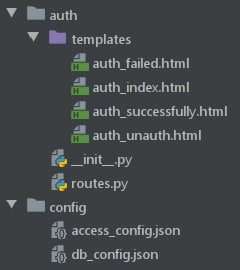 auth
templates
auth_failed.html
auth_index.html
auth_successfully.html
auth_unauth.html
__init__.py
routes.py
config
access_config.json
db_config.json